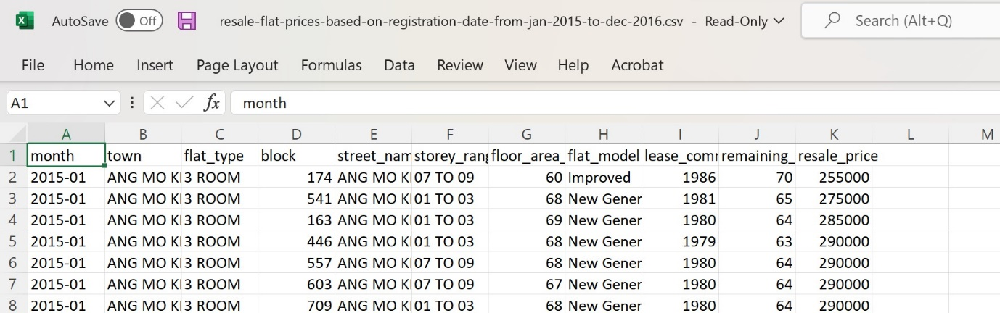 AutoSave Off resale-flat-prices-based-on-registration-date-from-jan-2015-to-dec-2016.csv - Read-Only Search (Alt+Q)
File Home Insert Page Layout Formulas Data Review View Help Acrobat
A1 fx month
A B C D E F G H I J K L M
1 month town flat_type block street_nam storey_rang floor_area_ flat_model lease_comm remaining_ resale_price
2 2015-01 ANG MO KI 3 ROOM 174 ANG MO KI 07 TO 09 60 Improved 1986 70 255000
3 2015-01 ANG MO KI 3 ROOM 541 ANG MO KI 01 TO 03 68 New Gener 1981 65 275000
4 2015-01 ANG MO KI 3 ROOM 163 ANG MO KI 01 TO 03 69 New Gener 1980 64 285000
5 2015-01 ANG MO KI 3 ROOM 446 ANG MO KI 01 TO 03 68 New Gener 1979 63 290000
6 2015-01 ANG MO KI 3 ROOM 557 ANG MO KI 07 TO 09 68 New Gener 1980 64 290000
7 2015-01 ANG MO KI 3 ROOM 603 ANG MO KI 07 TO 09 67 New Gener 1980 64 290000
8 2015-01 ANG MO KI 3 ROOM 709 ANG MO KI 01 TO 03 68 New Gener 1980 64 290000